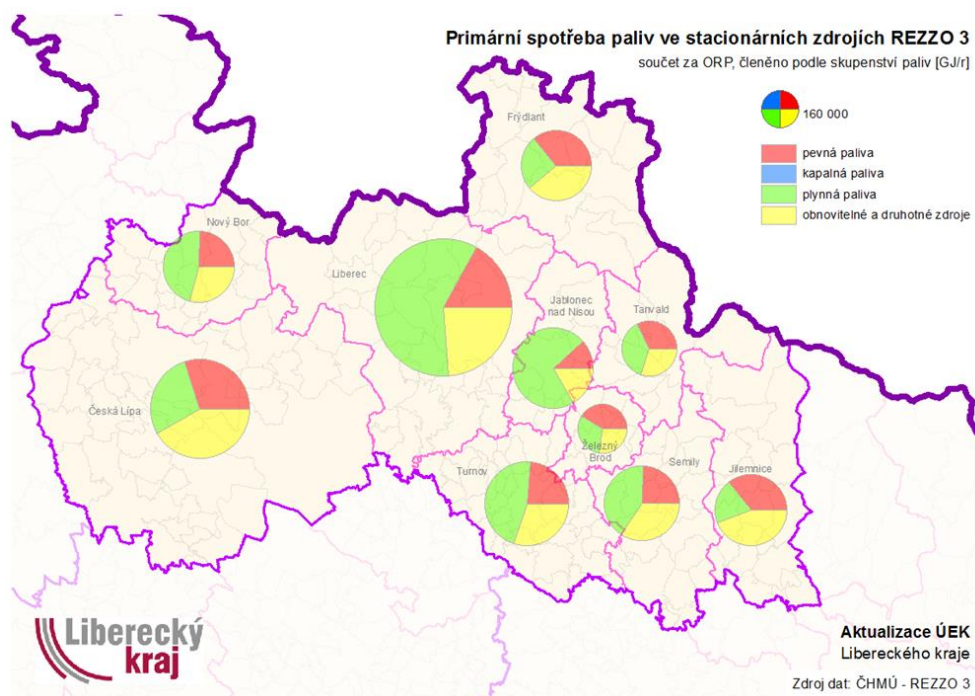 Primární spotřeba paliv ve stacionárních zdrojích REZZO 3
součet za ORP, členěno podle skupenství paliv [GJ/r]
160 000
pevná paliva
kapalná paliva
plynná paliva
obnovitelné a druhotné zdroje
Frýdlant
Nový Bor
Liberec
Jablonec
nad Nisou
Tanvald
Česká Lípa
Železný
Brod
Turnov
Semily
Jilemnice
Liberecký
kraj
Aktualizace ÚEK
Libereckého kraje
Zdroj dat: ČHMÚ - REZZO 3